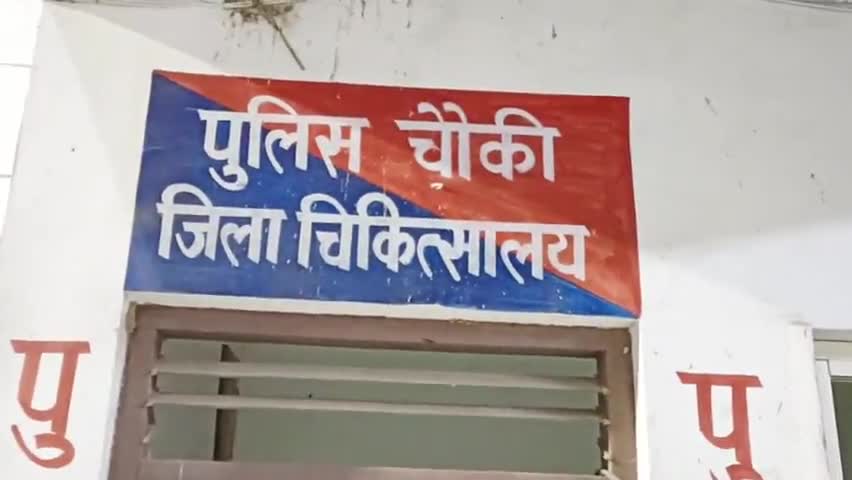 पुलिस चौकी
जिला चिकित्सालय
पु
पु